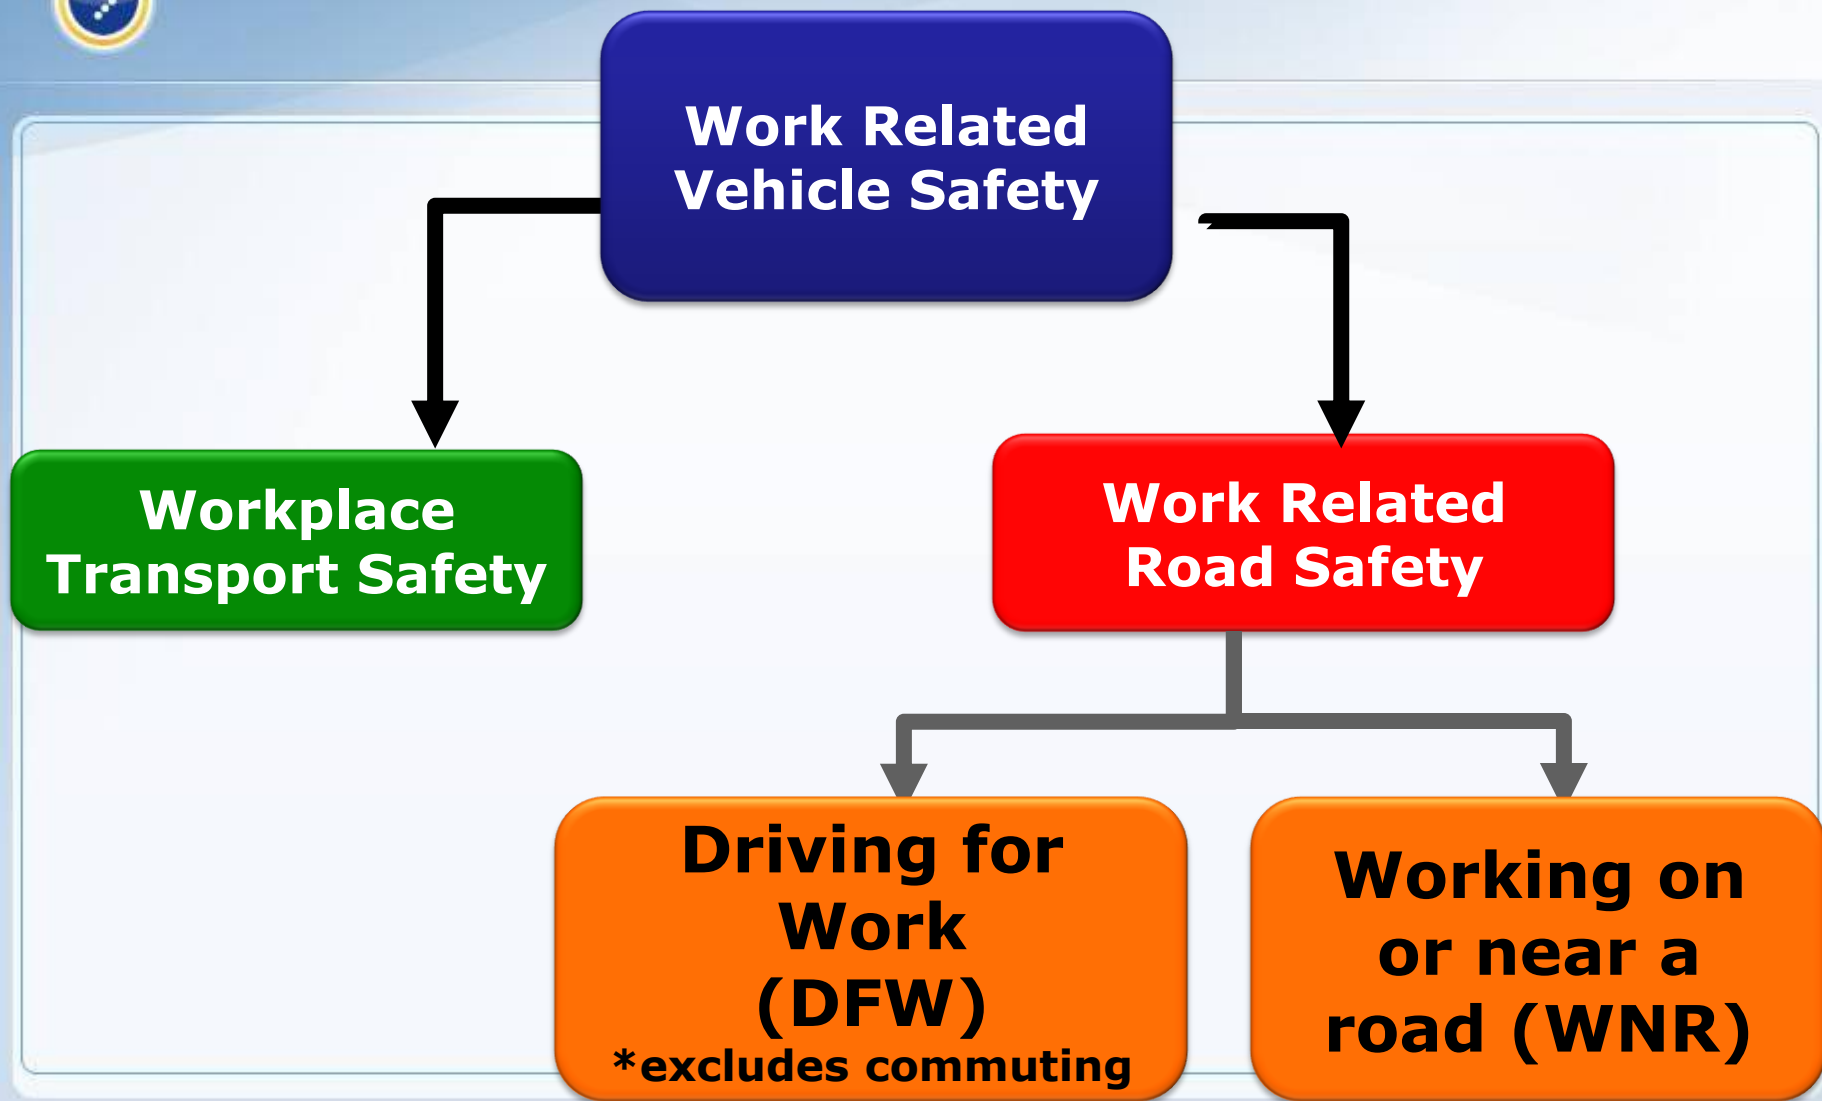 Work Related
Vehicle Safety
Workplace
Transport Safety
Work Related
Road Safety
Driving for
Work
(DFW)
*excludes commuting
Working on
or near a
road (WNR)